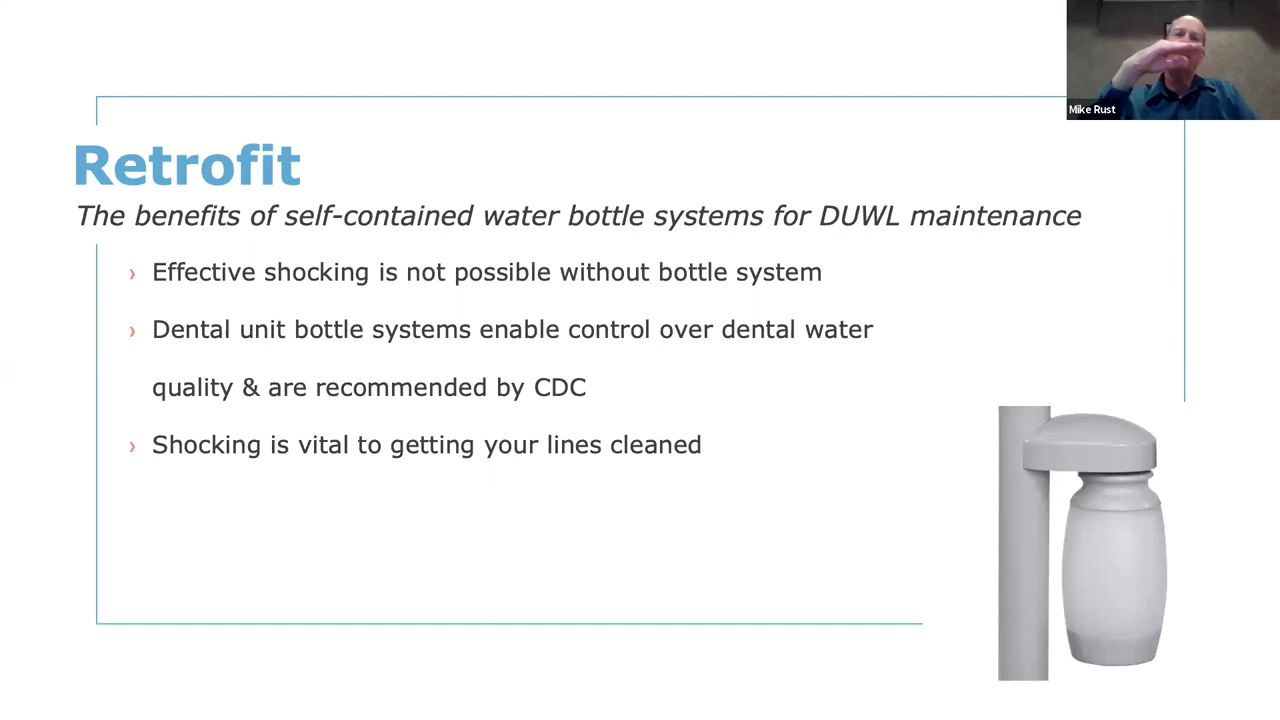 Mike Rust
Retrofit
The benefits of self-contained water bottle systems for DUWL maintenance
› Effective shocking is not possible without bottle system
› Dental unit bottle systems enable control over dental water
quality & are recommended by CDC
› Shocking is vital to getting your lines cleaned